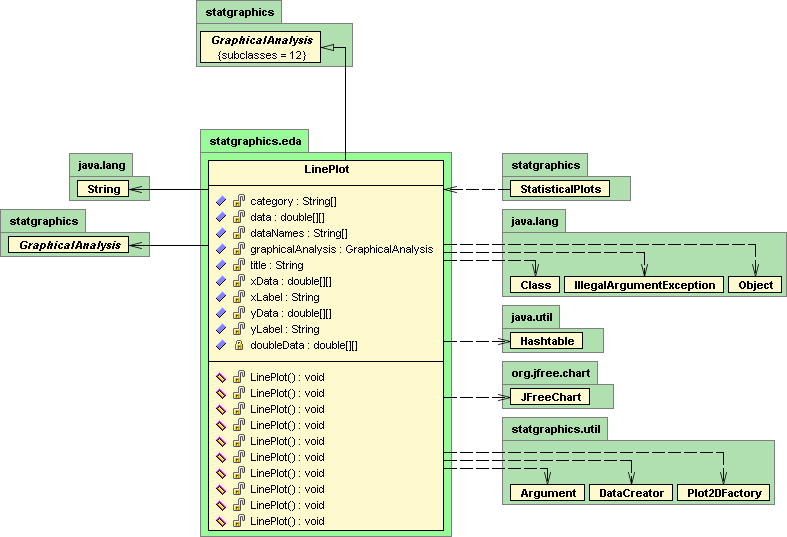 statgraphics
GraphicalAnalysis
{subclasses = 12}
statgraphics.eda
LinePlot
category : String[]
data : double[][]
dataNames : String[]
graphicalAnalysis : GraphicalAnalysis
title : String
xData : double[][]
xLabel : String
yData : double[][]
yLabel : String
doubleData : double[][]
LinePlot() : void
LinePlot() : void
LinePlot() : void
LinePlot() : void
LinePlot() : void
LinePlot() : void
LinePlot() : void
LinePlot() : void
LinePlot() : void
LinePlot() : void
java.lang
String
statgraphics
GraphicalAnalysis
statgraphics
StatisticalPlots
java.lang
Class
IllegalArgumentException
Object
java.util
Hashtable
org.jfree.chart
JFreeChart
statgraphics.util
Argument
DataCreator
Plot2DFactory